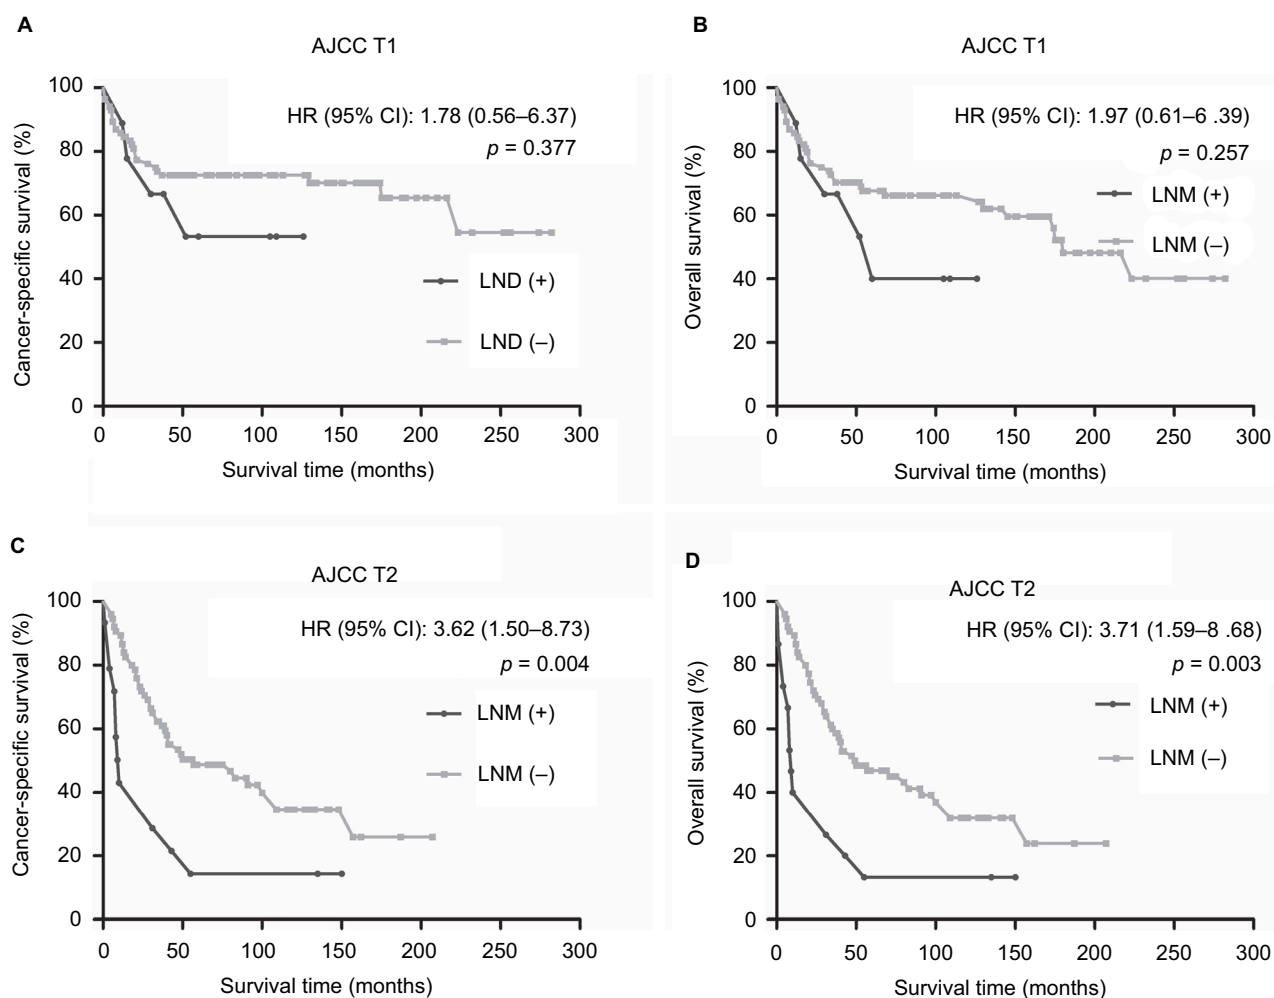 A
AJCC T1
HR (95% CI): 1.78 (0.56–6.37)
p = 0.377
LND (+)
LND (–)
Cancer-specific survival (%)
100
80
60
40
20
0
0 50 100 150 200 250 300
Survival time (months)
B
AJCC T1
HR (95% CI): 1.97 (0.61–6 .39)
p = 0.257
LNM (+)
LNM (–)
Overall survival (%)
100
80
60
40
20
0
0 50 100 150 200 250 300
Survival time (months)
C
AJCC T2
HR (95% CI): 3.62 (1.50–8.73)
p = 0.004
LNM (+)
LNM (–)
Cancer-specific survival (%)
100
80
60
40
20
0
0 50 100 150 200 250 300
Survival time (months)
D
AJCC T2
HR (95% CI): 3.71 (1.59–8 .68)
p = 0.003
LNM (+)
LNM (–)
Overall survival (%)
100
80
60
40
20
0
0 50 100 150 200 250 300
Survival time (months)